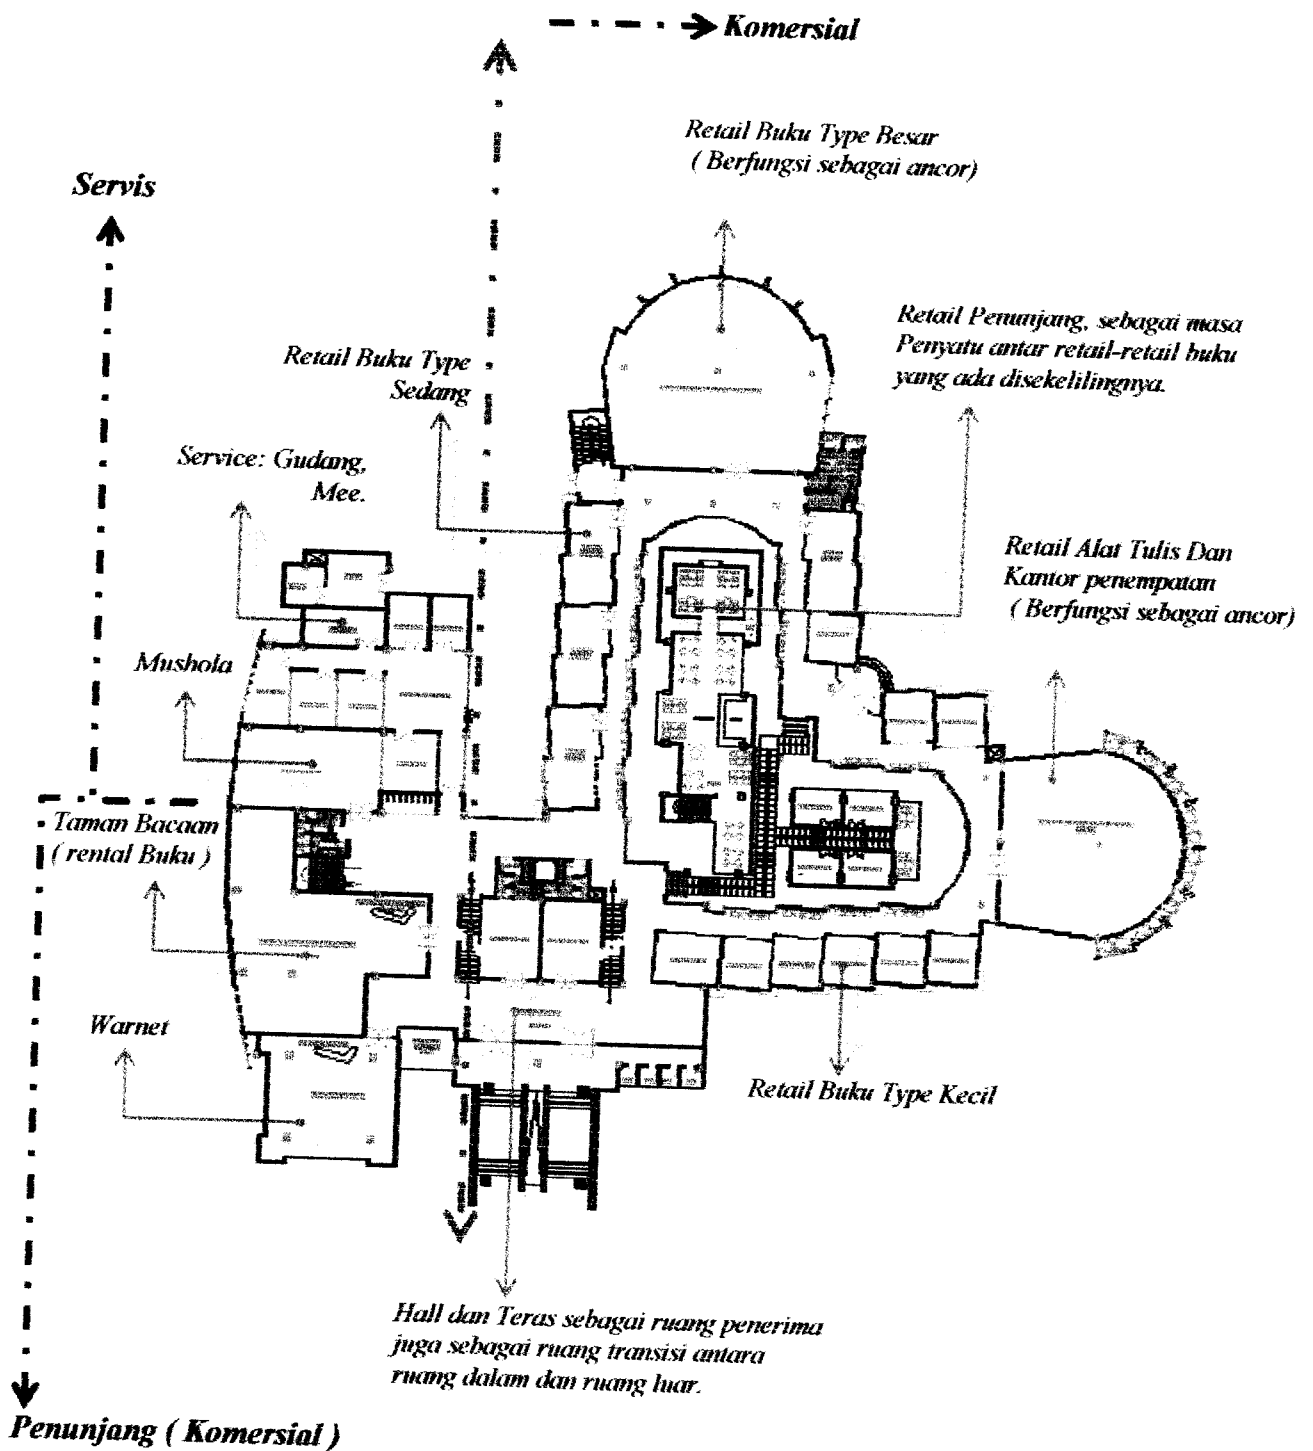 Komersial
Retail Buku Type Besar
( Berfungsi sebagai ancor)
Servis
Retail Penunjang, sebagai masa
Penyatu antar retail-retail buku
yang ada disekelilingnya.
Retail Buku Type
Sedang
Service: Gudang,
Mee.
Retail Alat Tulis Dan
Kantor penempatan
( Berfungsi sebagai ancor)
Mushola
Taman Bacaan
( rental Buku )
Warnet
Retail Buku Type Kecil
Hall dan Teras sebagai ruang penerima
juga sebagai ruang transisi antara
ruang dalam dan ruang luar.
Penunjang ( Komersial )